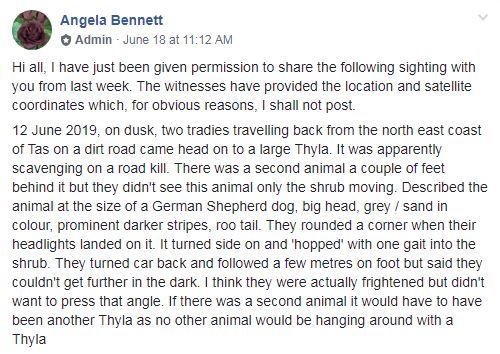 Angela Bennett
Admin · June 18 at 11:12 AM
Hi all, I have just been given permission to share the following sighting with
you from last week. The witnesses have provided the location and satellite
coordinates which, for obvious reasons, I shall not post.
12 June 2019, on dusk, two tradies travelling back from the north east coast
of Tas on a dirt road came head on to a large Thyla. It was apparently
scavenging on a road kill. There was a second animal a couple of feet
behind it but they didn't see this animal only the shrub moving. Described the
animal at the size of a German Shepherd dog, big head, grey / sand in
colour, prominent darker stripes, roo tail. They rounded a corner when their
headlights landed on it. It turned side on and 'hopped' with one gait into the
shrub. They turned car back and followed a few metres on foot but said they
couldn't get further in the dark. I think they were actually frightened but didn't
want to press that angle. If there was a second animal it would have to have
been another Thyla as no other animal would be hanging around with a
Thyla